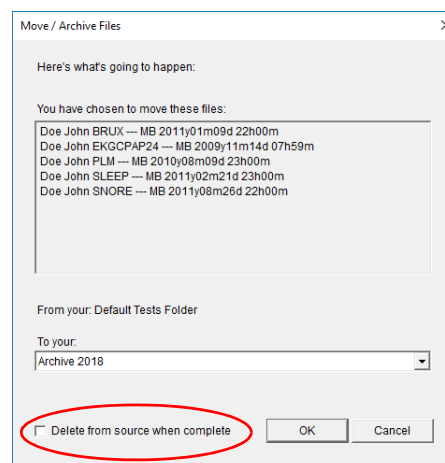 Move / Archive Files
Here's what's going to happen:
You have chosen to move these files:
Doe John BRUX --- MB 2011y01m09d 22h00m
Doe John EKGCPAP24 --- MB 2009y11m14d 07h59m
Doe John PLM --- MB 2010y08m09d 23h00m
Doe John SLEEP --- MB 2011y02m21d 23h00m
Doe John SNORE --- MB 2011y08m26d 22h00m
From your: Default Tests Folder
To your:
Archive 2018
Delete from source when complete
OK
Cancel